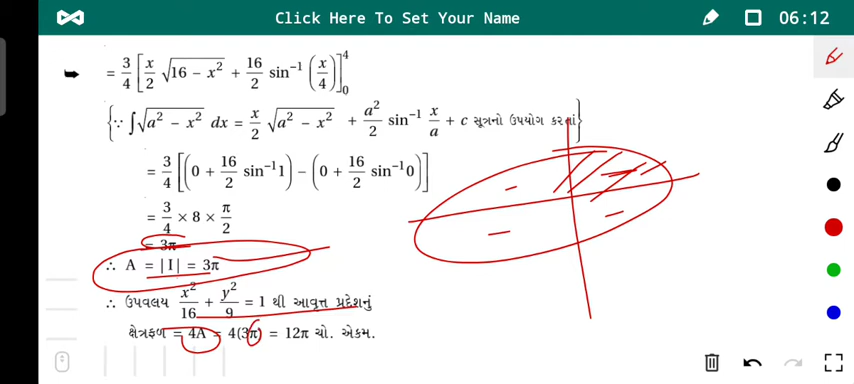 Click Here To Set Your Name
06:12
= 3/4 [ x/2 √(16 − x²) + 16/2 sin⁻¹ (x/4) ]₀⁴
{ ∵ ∫√(a² − x²) dx = x/2 √(a² − x²) + a²/2 sin⁻¹ x/a + c સૂત્રનો ઉપયોગ કરતાં }
= 3/4 [ (0 + 16/2 sin⁻¹1) − (0 + 16/2 sin⁻¹0) ]
= 3/4 × 8 × π/2
= 3π
∴ A = |I| = 3π
∴ ઉપવલય x²/16 + y²/9 = 1 થી આવૃત્ત પ્રદેશનું
ક્ષેત્રફળ = 4A = 4(3π) = 12π ચો. એકમ.